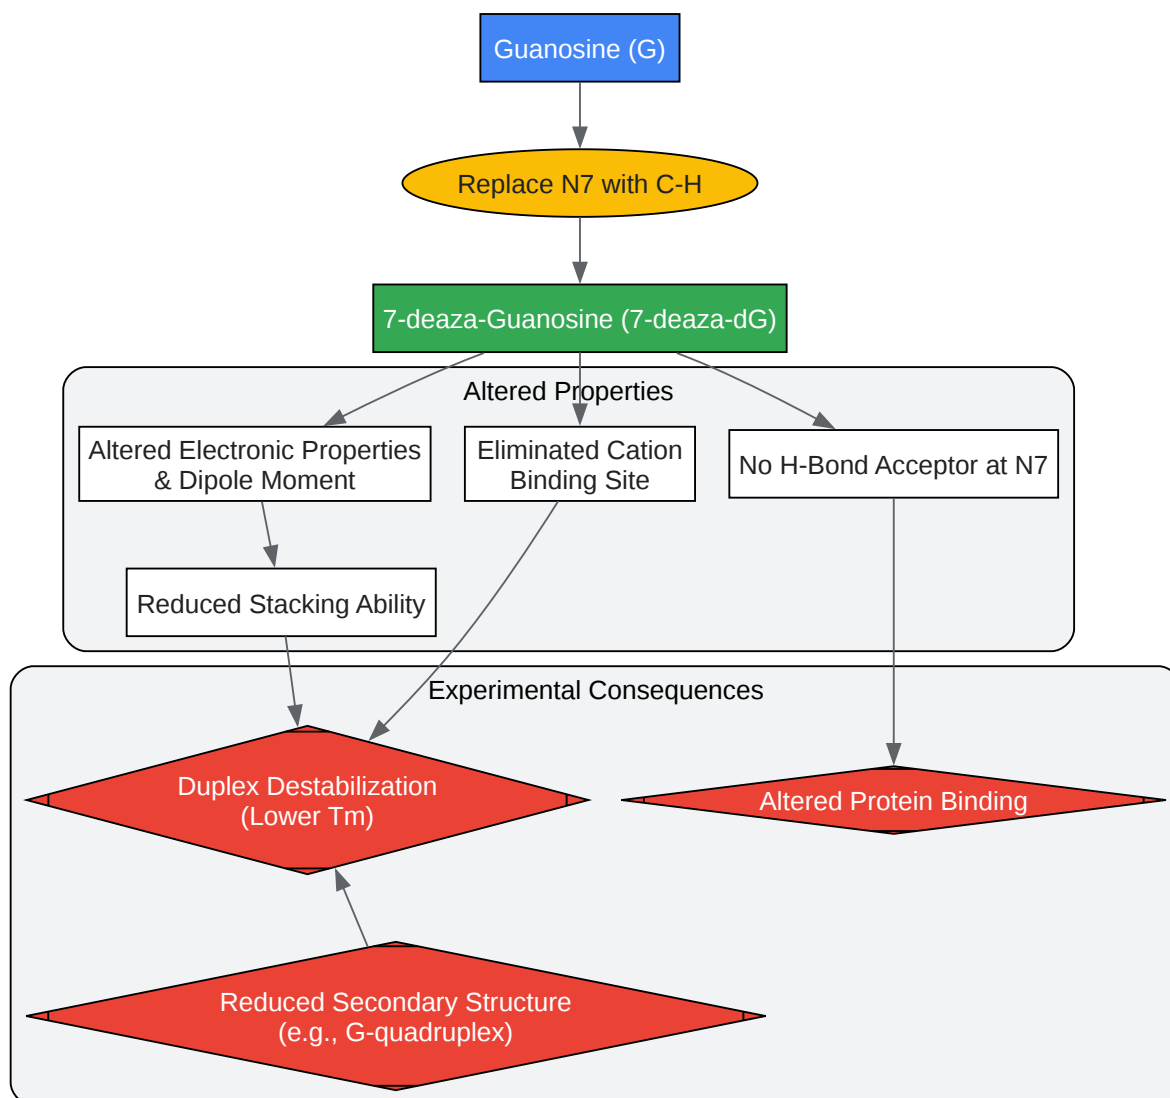 Guanosine (G)
Replace N7 with C-H
7-deaza-Guanosine (7-deaza-dG)
Altered Properties
Altered Electronic Properties
& Dipole Moment
Eliminated Cation
Binding Site
No H-Bond Acceptor at N7
Reduced Stacking Ability
Experimental Consequences
Duplex Destabilization
(Lower Tm)
Altered Protein Binding
Reduced Secondary Structure
(e.g., G-quadruplex)